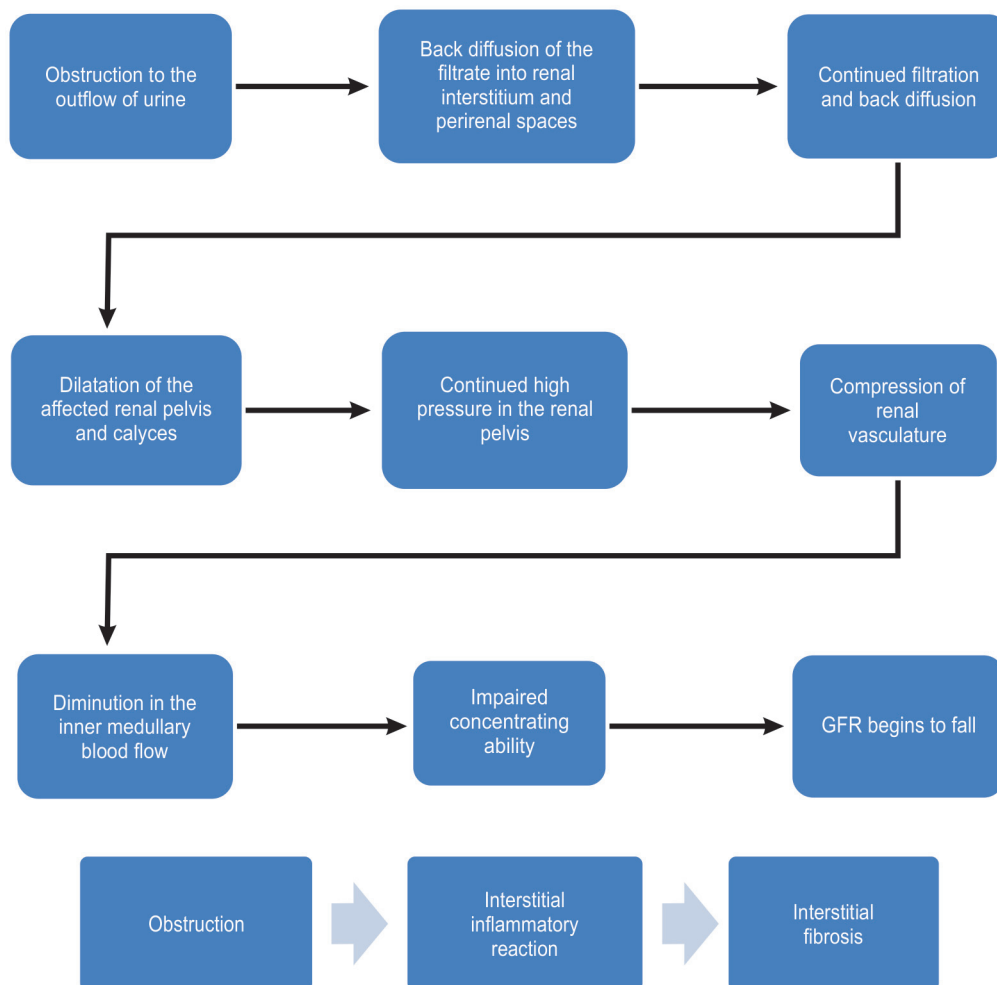 Obstruction to the
outflow of urine
Back diffusion of the
filtrate into renal
interstitium and
perirenal spaces
Continued filtration
and back diffusion
Dilatation of the
affected renal pelvis
and calyces
Continued high
pressure in the renal
pelvis
Compression of
renal
vasculature
Diminution in the
inner medullary
blood flow
Impaired
concentrating
ability
GFR begins to fall
Obstruction
Interstitial
inflammatory
reaction
Interstitial
fibrosis